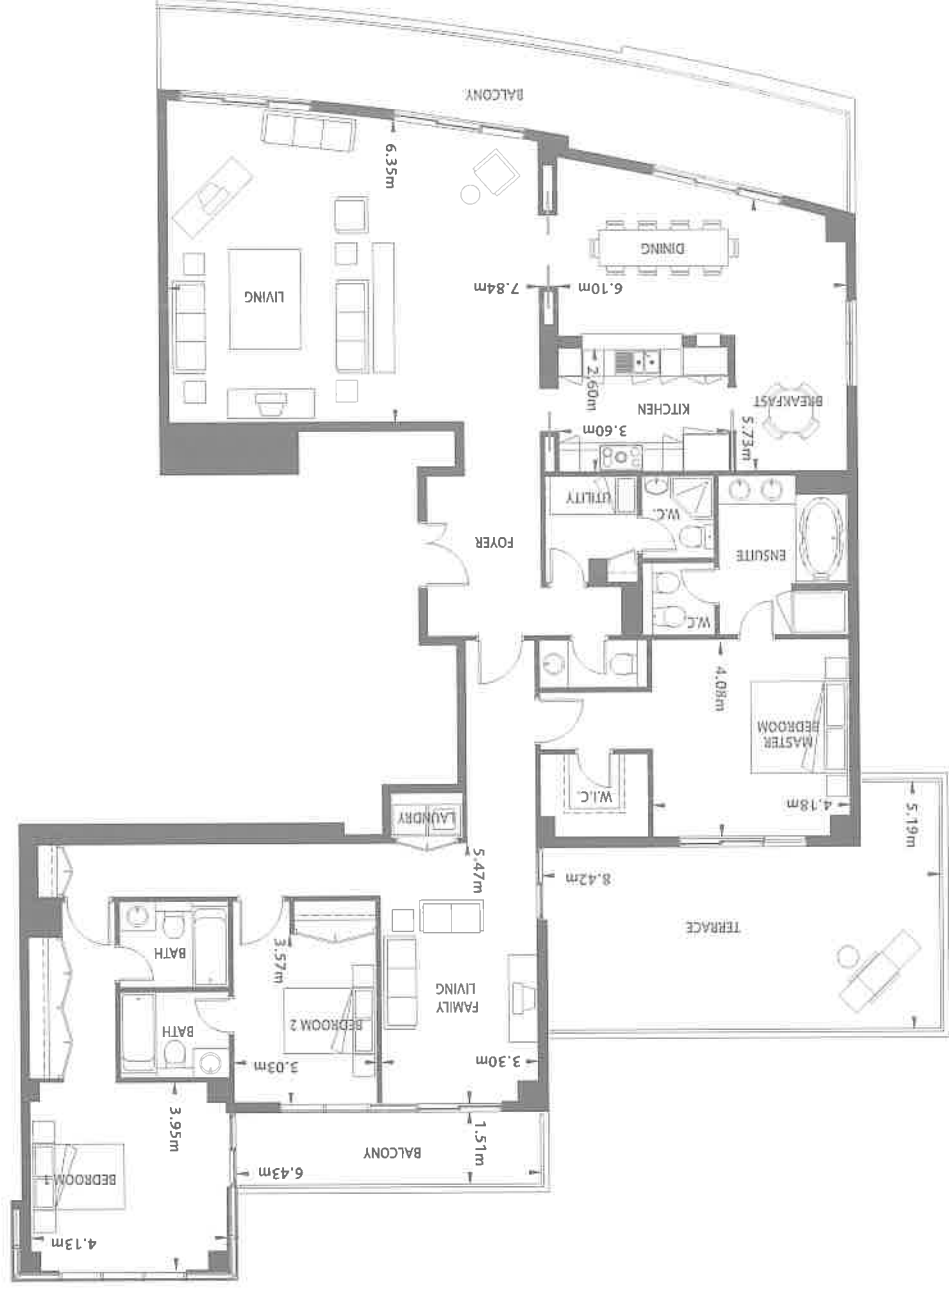 BALCONY
6.35m
DINING
LIVING
7.84m
6.10m
2.60m
BREAKFAST
KITCHEN
3.60m
5.73m
UTILITY
W.C.
FOYER
ENSUITE
W.C.
4.08m
MASTER
BEDROOM
W.I.C.
4.18m
5.19m
LAUNDRY
5.47m
8.42m
TERRACE
BATH
3.57m
FAMILY
LIVING
BEDROOM 2
BATH
3.03m
3.30m
3.95m
1.51m
BALCONY
6.43m
BEDROOM 1
4.13m